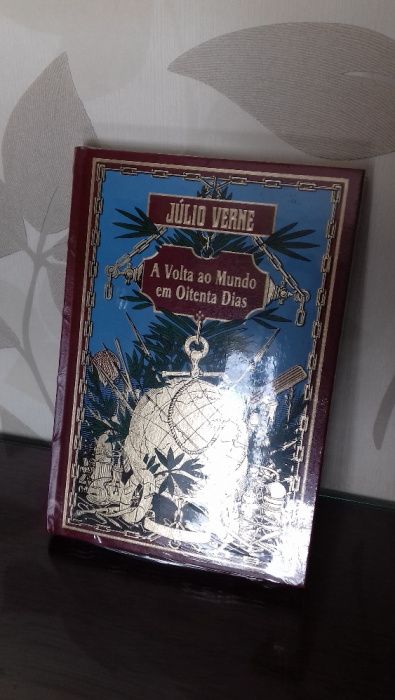 JÚLIO VERNE
A Volta ao Mundo
em Oitenta Dias